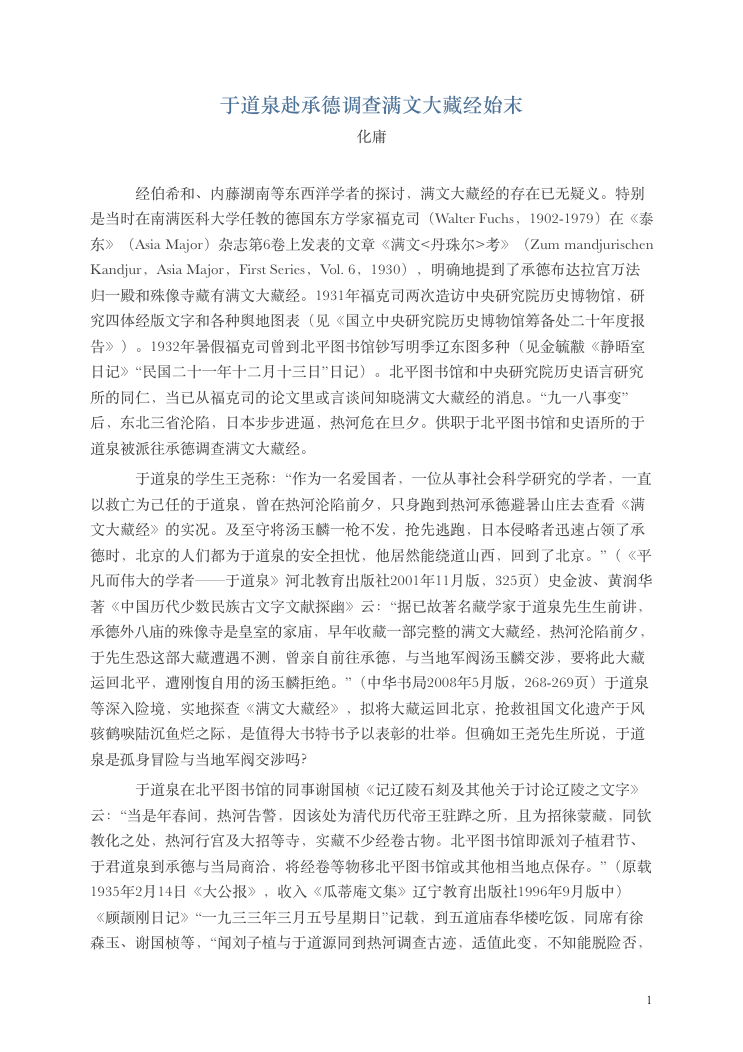 于道泉赴承德调查满文大藏经始末
化庸
经伯希和、内藤湖南等东西洋学者的探讨，满文大藏经的存在已无疑义。特别
是当时在南满医科大学任教的德国东方学家福克司（Walter Fuchs，1902-1979）在《泰
东》（Asia Major）杂志第6卷上发表的文章《满文<丹珠尔>考》（Zum mandjurischen
Kandjur，Asia Major，First Series，Vol. 6，1930），明确地提到了承德布达拉宫万法
归一殿和殊像寺藏有满文大藏经。1931年福克司两次造访中央研究院历史博物馆，研
究四体经版文字和各种舆地图表（见《国立中央研究院历史博物馆筹备处二十年度报
告》）。1932年暑假福克司曾到北平图书馆钞写明季辽东图多种（见金毓黻《静晤室
日记》“民国二十一年十二月十三日”日记）。北平图书馆和中央研究院历史语言研究
所的同仁，当已从福克司的论文里或言谈间知晓满文大藏经的消息。“九一八事变”
后，东北三省沦陷，日本步步进逼，热河危在旦夕。供职于北平图书馆和史语所的于
道泉被派往承德调查满文大藏经。
于道泉的学生王尧称：“作为一名爱国者，一位从事社会科学研究的学者，一直
以救亡为己任的于道泉，曾在热河沦陷前夕，只身跑到热河承德避暑山庄去查看《满
文大藏经》的实况。及至守将汤玉麟一枪不发，抢先逃跑，日本侵略者迅速占领了承
德时，北京的人们都为于道泉的安全担忧，他居然能绕道山西，回到了北京。”（《平
凡而伟大的学者——于道泉》河北教育出版社2001年11月版，325页）史金波、黄润华
著《中国历代少数民族古文字文献探幽》云：“据已故著名藏学家于道泉先生生前讲，
承德外八庙的殊像寺是皇室的家庙，早年收藏一部完整的满文大藏经，热河沦陷前夕，
于先生恐这部大藏遭遇不测，曾亲自前往承德，与当地军阀汤玉麟交涉，要将此大藏
运回北平，遭刚愎自用的汤玉麟拒绝。”（中华书局2008年5月版，268-269页）于道泉
等深入险境，实地探查《满文大藏经》，拟将大藏运回北京，抢救祖国文化遗产于风
骇鹤唳陆沉鱼烂之际，是值得大书特书予以表彰的壮举。但确如王尧先生所说，于道
泉是孤身冒险与当地军阀交涉吗?
于道泉在北平图书馆的同事谢国桢《记辽陵石刻及其他关于讨论辽陵之文字》
云：“当是年春间，热河告警，因该处为清代历代帝王驻跸之所，且为招徕蒙藏，同钦
教化之处，热河行宫及大招等寺，实藏不少经卷古物。北平图书馆即派刘子植君节、
于君道泉到承德与当局商洽，将经卷等物移北平图书馆或其他相当地点保存。”（原载
1935年2月14日《大公报》，收入《瓜蒂庵文集》辽宁教育出版社1996年9月版中）
《顾颉刚日记》“一九三三年三月五号星期日”记载，到五道庙春华楼吃饭，同席有徐
森玉、谢国桢等，“闻刘子植与于道源同到热河调查古迹，适值此变，不知能脱险否，
1